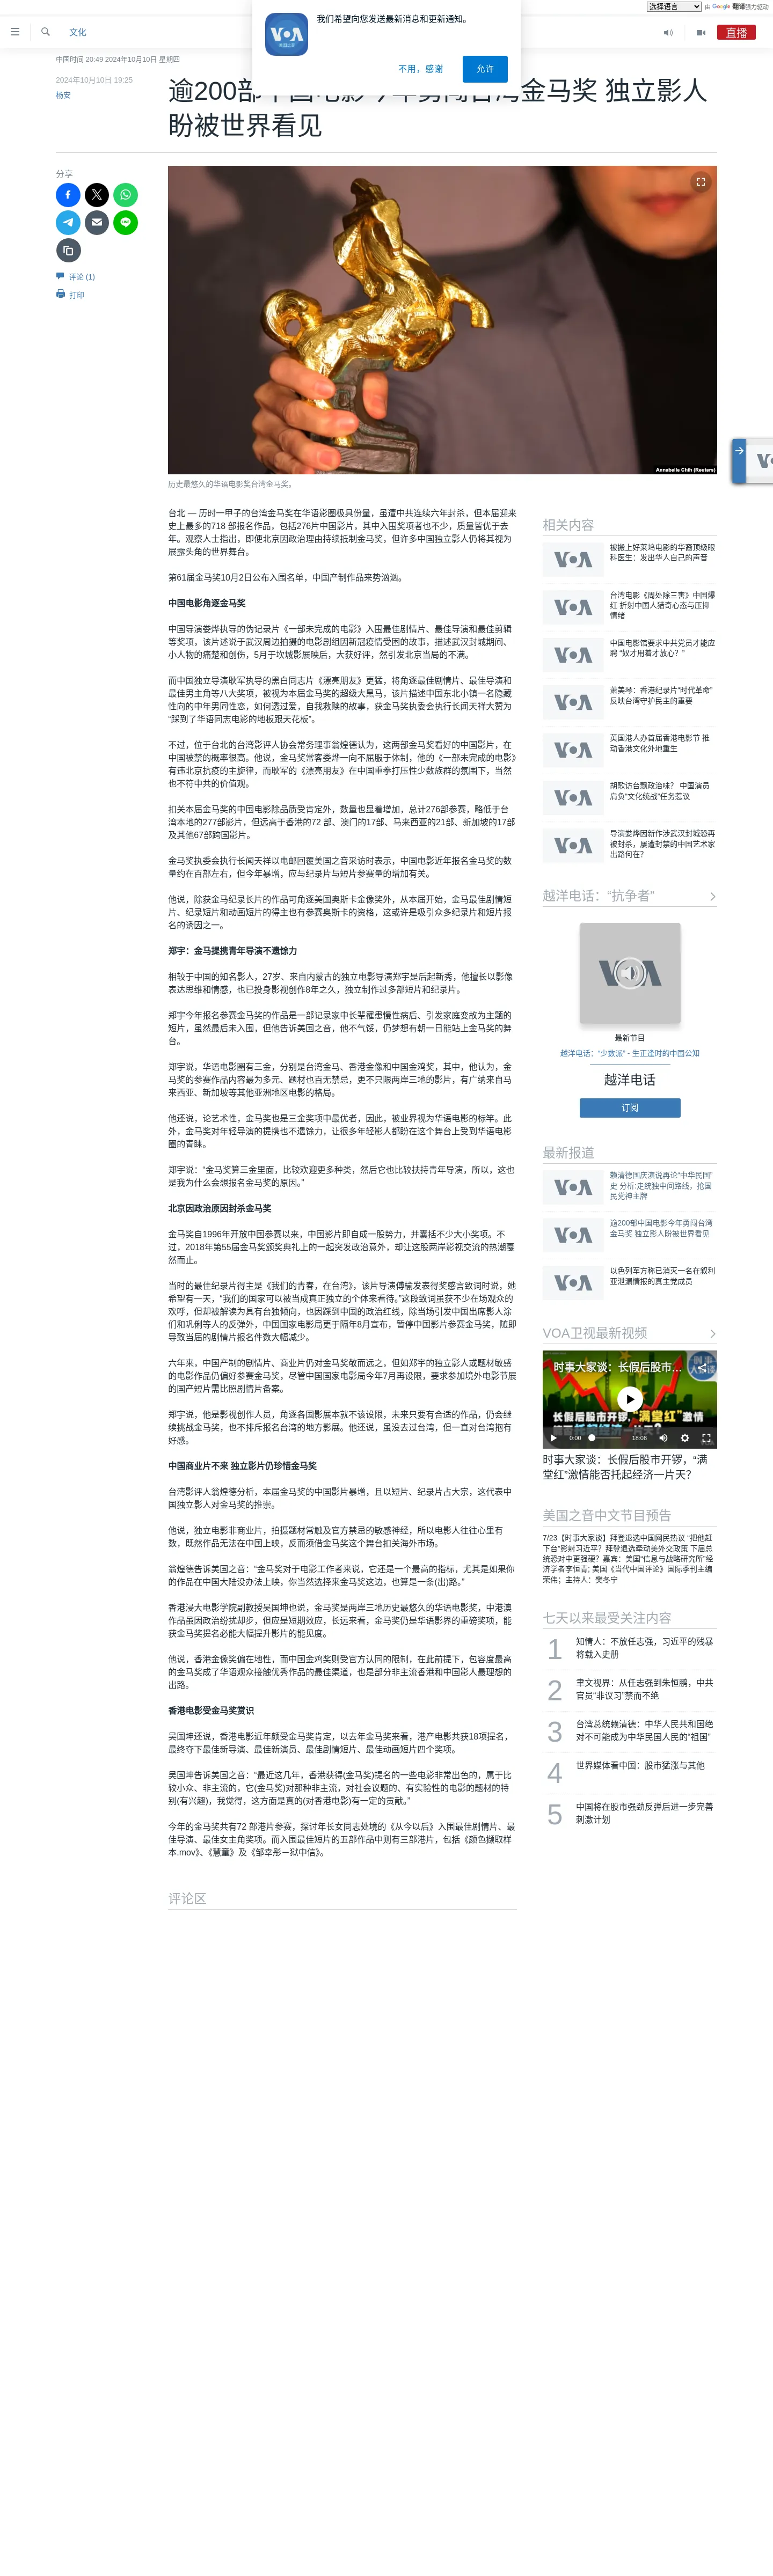 选择语言
由 Google 翻译强力驱动
我们希望向您发送最新消息和更新通知。
VOA
美国之音
不用，感谢
允许
文化
直播
中国时间 20:49 2024年10月10日 星期四
2024年10月10日 19:25
杨安
台湾金马奖 独立影人
盼被世界看见
分享
评论 (1)
打印
Annabelle Chih (Reuters)
历史最悠久的华语电影奖台湾金马奖。
台北 — 历时一甲子的台湾金马奖在华语影圈极具份量，虽遭中共连续六年封杀，但本届迎来
史上最多的718 部报名作品，包括276片中国影片，其中入围奖项者也不少，质量皆优于去
年。观察人士指出，即便北京因政治理由持续抵制金马奖，但许多中国独立影人仍将其视为
展露头角的世界舞台。
第61届金马奖10月2日公布入围名单，中国产制作品来势汹汹。
中国电影角逐金马奖
中国导演娄烨执导的伪记录片《一部未完成的电影》入围最佳剧情片、最佳导演和最佳剪辑
等奖项，该片述说于武汉周边拍摄的电影剧组因新冠疫情受困的故事，描述武汉封城期间、
小人物的痛楚和创伤，5月于坎城影展映后，大获好评，然引发北京当局的不满。
而中国独立导演耿军执导的黑白同志片《漂亮朋友》更猛，将角逐最佳剧情片、最佳导演和
最佳男主角等八大奖项，被视为本届金马奖的超级大黑马，该片描述中国东北小镇一名隐藏
性向的中年男同性恋，如何透过爱，自我救赎的故事，获金马奖执委会执行长闻天祥大赞为
“踩到了华语同志电影的地板跟天花板”。
不过，位于台北的台湾影评人协会常务理事翁煌德认为，这两部金马奖看好的中国影片，在
中国被禁的概率很高。他说，金马奖常客娄烨一向不屈服于体制，他的《一部未完成的电影》
有违北京抗疫的主旋律，而耿军的《漂亮朋友》在中国重拳打压性少数族群的氛围下，当然
也不符中共的价值观。
扣关本届金马奖的中国电影除品质受肯定外，数量也显着增加，总计276部参赛，略低于台
湾本地的277部影片，但远高于香港的72 部、澳门的17部、马来西亚的21部、新加坡的17部
及其他67部跨国影片。
金马奖执委会执行长闻天祥以电邮回覆美国之音采访时表示，中国电影近年报名金马奖的数
量约在百部左右，但今年暴增，应与纪录片与短片参赛量的增加有关。
他说，除获金马纪录长片的作品可角逐美国奥斯卡金像奖外，从本届开始，金马最佳剧情短
片、纪录短片和动画短片的得主也有参赛奥斯卡的资格，这或许是吸引众多纪录片和短片报
名的诱因之一。
郑宇：金马提携青年导演不遗馀力
相较于中国的知名影人，27岁、来自内蒙古的独立电影导演郑宇是后起新秀，他擅长以影像
表达思维和情感，也已投身影视创作8年之久，独立制作过多部短片和纪录片。
郑宇今年报名参赛金马奖的作品是一部记录家中长辈罹患慢性病后、引发家庭变故为主题的
短片，虽然最后未入围，但他告诉美国之音，他不气馁，仍梦想有朝一日能站上金马奖的舞
台。
郑宇说，华语电影圈有三金，分别是台湾金马、香港金像和中国金鸡奖，其中，他认为，金
马奖的参赛作品内容最为多元、题材也百无禁忌，更不只限两岸三地的影片，有广纳来自马
来西亚、新加坡等其他亚洲地区电影的格局。
他还说，论艺术性，金马奖也是三金奖项中最优者，因此，被业界视为华语电影的标竿。此
外，金马奖对年轻导演的提携也不遗馀力，让很多年轻影人都盼在这个舞台上受到华语电影
圈的青睐。
郑宇说：“金马奖算三金里面，比较欢迎更多种类，然后它也比较扶持青年导演，所以，这也
是我为什么会想报名金马奖的原因。”
北京因政治原因封杀金马奖
金马奖自1996年开放中国参赛以来，中国影片即自成一股势力，并囊括不少大小奖项。不
过，2018年第55届金马奖颁奖典礼上的一起突发政治意外，却让这股两岸影视交流的热潮戛
然而止。
当时的最佳纪录片得主是《我们的青春，在台湾》，该片导演傅榆发表得奖感言致词时说，她
希望有一天，“我们的国家可以被当成真正独立的个体来看待。”这段致词虽获不少在场观众的
欢呼，但却被解读为具有台独倾向，也因踩到中国的政治红线，除当场引发中国出席影人涂
们和巩俐等人的反弹外，中国国家电影局更于隔年8月宣布，暂停中国影片参赛金马奖，随即
导致当届的剧情片报名件数大幅减少。
六年来，中国产制的剧情片、商业片仍对金马奖敬而远之，但如郑宇的独立影人或题材敏感
的电影作品仍偏好参赛金马奖，尽管中国国家电影局今年7月再设限，要求参加境外电影节展
的国产短片需比照剧情片备案。
郑宇说，他是影视创作人员，角逐各国影展本就不该设限，未来只要有合适的作品，仍会继
续挑战金马奖，也不排斥报名台湾的地方影展。他还说，虽没去过台湾，但一直对台湾抱有
好感。
中国商业片不来 独立影片仍珍惜金马奖
台湾影评人翁煌德分析，本届金马奖的中国影片暴增，且以短片、纪录片占大宗，这代表中
国独立影人对金马奖的推崇。
他说，独立电影非商业片，拍摄题材常触及官方禁忌的敏感神经，所以电影人往往心里有
数，既然作品无法在中国上映，反而须借金马奖这个舞台扣关海外市场。
翁煌德告诉美国之音：“金马奖对于电影工作者来说，它还是一个最高的指标，尤其是如果你
的作品在中国大陆没办法上映，你当然选择来金马奖这边，也算是一条(出)路。”
香港浸大电影学院副教授吴国坤也说，金马奖是两岸三地历史最悠久的华语电影奖，中港澳
作品虽因政治纷扰却步，但应是短期效应，长远来看，金马奖仍是华语影界的重磅奖项，能
获金马奖提名必能大幅提升影片的能见度。
他说，香港金像奖偏在地性，而中国金鸡奖则受官方认同的限制，在此前提下，包容度最高
的金马奖成了华语观众接触优秀作品的最佳渠道，也是部分非主流香港和中国影人最理想的
出路。
香港电影受金马奖赏识
吴国坤还说，香港电影近年颇受金马奖肯定，以去年金马奖来看，港产电影共获18项提名，
最终夺下最佳新导演、最佳新演员、最佳剧情短片、最佳动画短片四个奖项。
吴国坤告诉美国之音：“最近这几年，香港获得(金马奖)提名的一些电影非常出色的，属于比
较小众、非主流的，它(金马奖)对那种非主流，对社会议题的、有实验性的电影的题材的特
别(有兴趣)，我觉得，这方面是真的(对香港电影)有一定的贡献。”
今年的金马奖共有72 部港片参赛，探讨年长女同志处境的《从今以后》入围最佳剧情片、最
佳导演、最佳女主角奖项。而入围最佳短片的五部作品中则有三部港片，包括《颜色擷取样
本.mov》、《慧童》及《邹幸彤－狱中信》。
评论区
相关内容
被搬上好莱坞电影的华裔顶级眼
科医生：发出华人自己的声音
台湾电影《周处除三害》中国爆
红 折射中国人猎奇心态与压抑
情绪
中国电影馆要求中共党员才能应
聘 “奴才用着才放心？”
萧美琴：香港纪录片“时代革命”
反映台湾守护民主的重要
英国港人办首届香港电影节 推
动香港文化外地重生
胡歌访台飘政治味？ 中国演员
肩负“文化统战”任务惹议
导演娄烨因新作涉武汉封城恐再
被封杀，屡遭封禁的中国艺术家
出路何在？
越洋电话：“抗争者”
最新节目
越洋电话：“少数派” - 生正逢时的中国公知
越洋电话
订阅
最新报道
赖清德国庆演说再论“中华民国”
史 分析:走统独中间路线，抢国
民党神主牌
逾200部中国电影今年勇闯台湾
金马奖 独立影人盼被世界看见
以色列军方称已消灭一名在叙利
亚泄漏情报的真主党成员
VOA卫视最新视频
时事大家谈：长假后股市…
长假后股市开锣“满堂红”激情
0:00
18:08
时事大家谈：长假后股市开锣，“满
堂红”激情能否托起经济一片天？
美国之音中文节目预告
7/23【时事大家谈】拜登退选中国网民热议 “把他赶
下台”影射习近平？拜登退选牵动美外交政策 下届总
统恐对中更强硬？嘉宾：美国“信息与战略研究所”经
济学者李恒青; 美国《当代中国评论》国际季刊主编
荣伟；主持人：樊冬宁
七天以来最受关注内容
1
知情人：不放任志强，习近平的残暴
将载入史册
2
聿文视界：从任志强到朱恒鹏，中共
官员“非议习”禁而不绝
3
台湾总统赖清德：中华人民共和国绝
对不可能成为中华民国人民的“祖国”
4
世界媒体看中国：股市猛涨与其他
5
中国将在股市强劲反弹后进一步完善
刺激计划